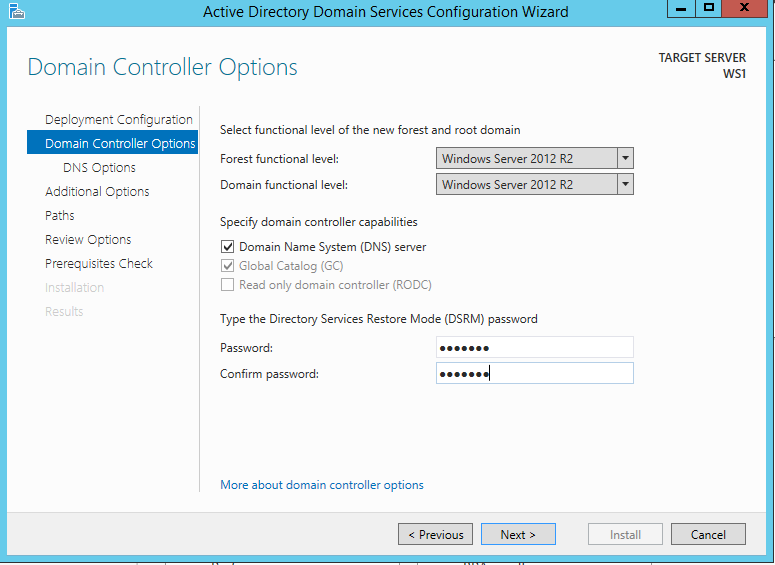 Active Directory Domain Services Configuration Wizard
Domain Controller Options
TARGET SERVER
WS1
Deployment Configuration
Domain Controller Options
DNS Options
Additional Options
Paths
Review Options
Prerequisites Check
Installation
Results
Select functional level of the new forest and root domain
Forest functional level: Windows Server 2012 R2
Domain functional level: Windows Server 2012 R2
Specify domain controller capabilities
Domain Name System (DNS) server
Global Catalog (GC)
Read only domain controller (RODC)
Type the Directory Services Restore Mode (DSRM) password
Password: •••••••
Confirm password: •••••••
More about domain controller options
< Previous Next > Install Cancel